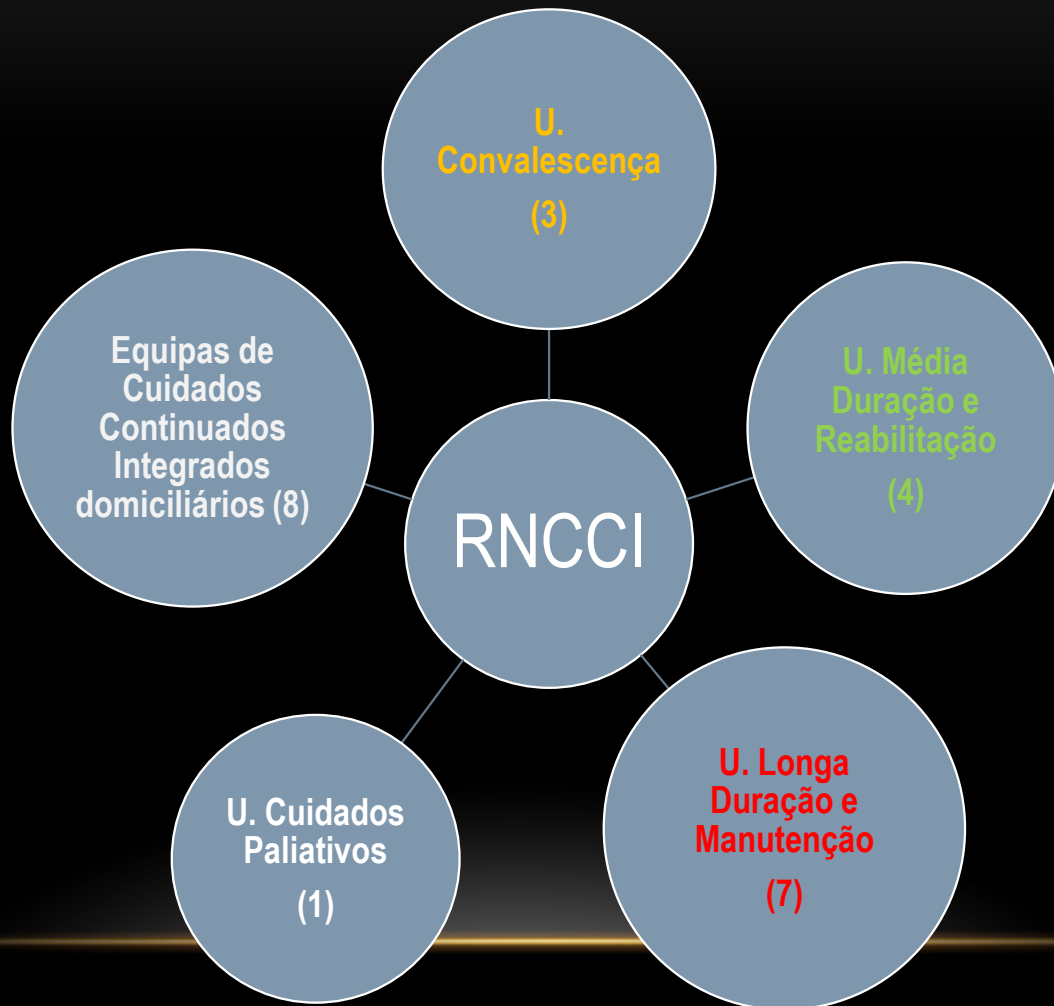 U.
Convalescença
(3)
Equipas de
Cuidados
Continuados
Integrados
domiciliários (8)
U. Média
Duração e
Reabilitação
(4)
RNCCI
U. Longa
Duração e
Manutenção
(7)
U. Cuidados
Paliativos
(1)